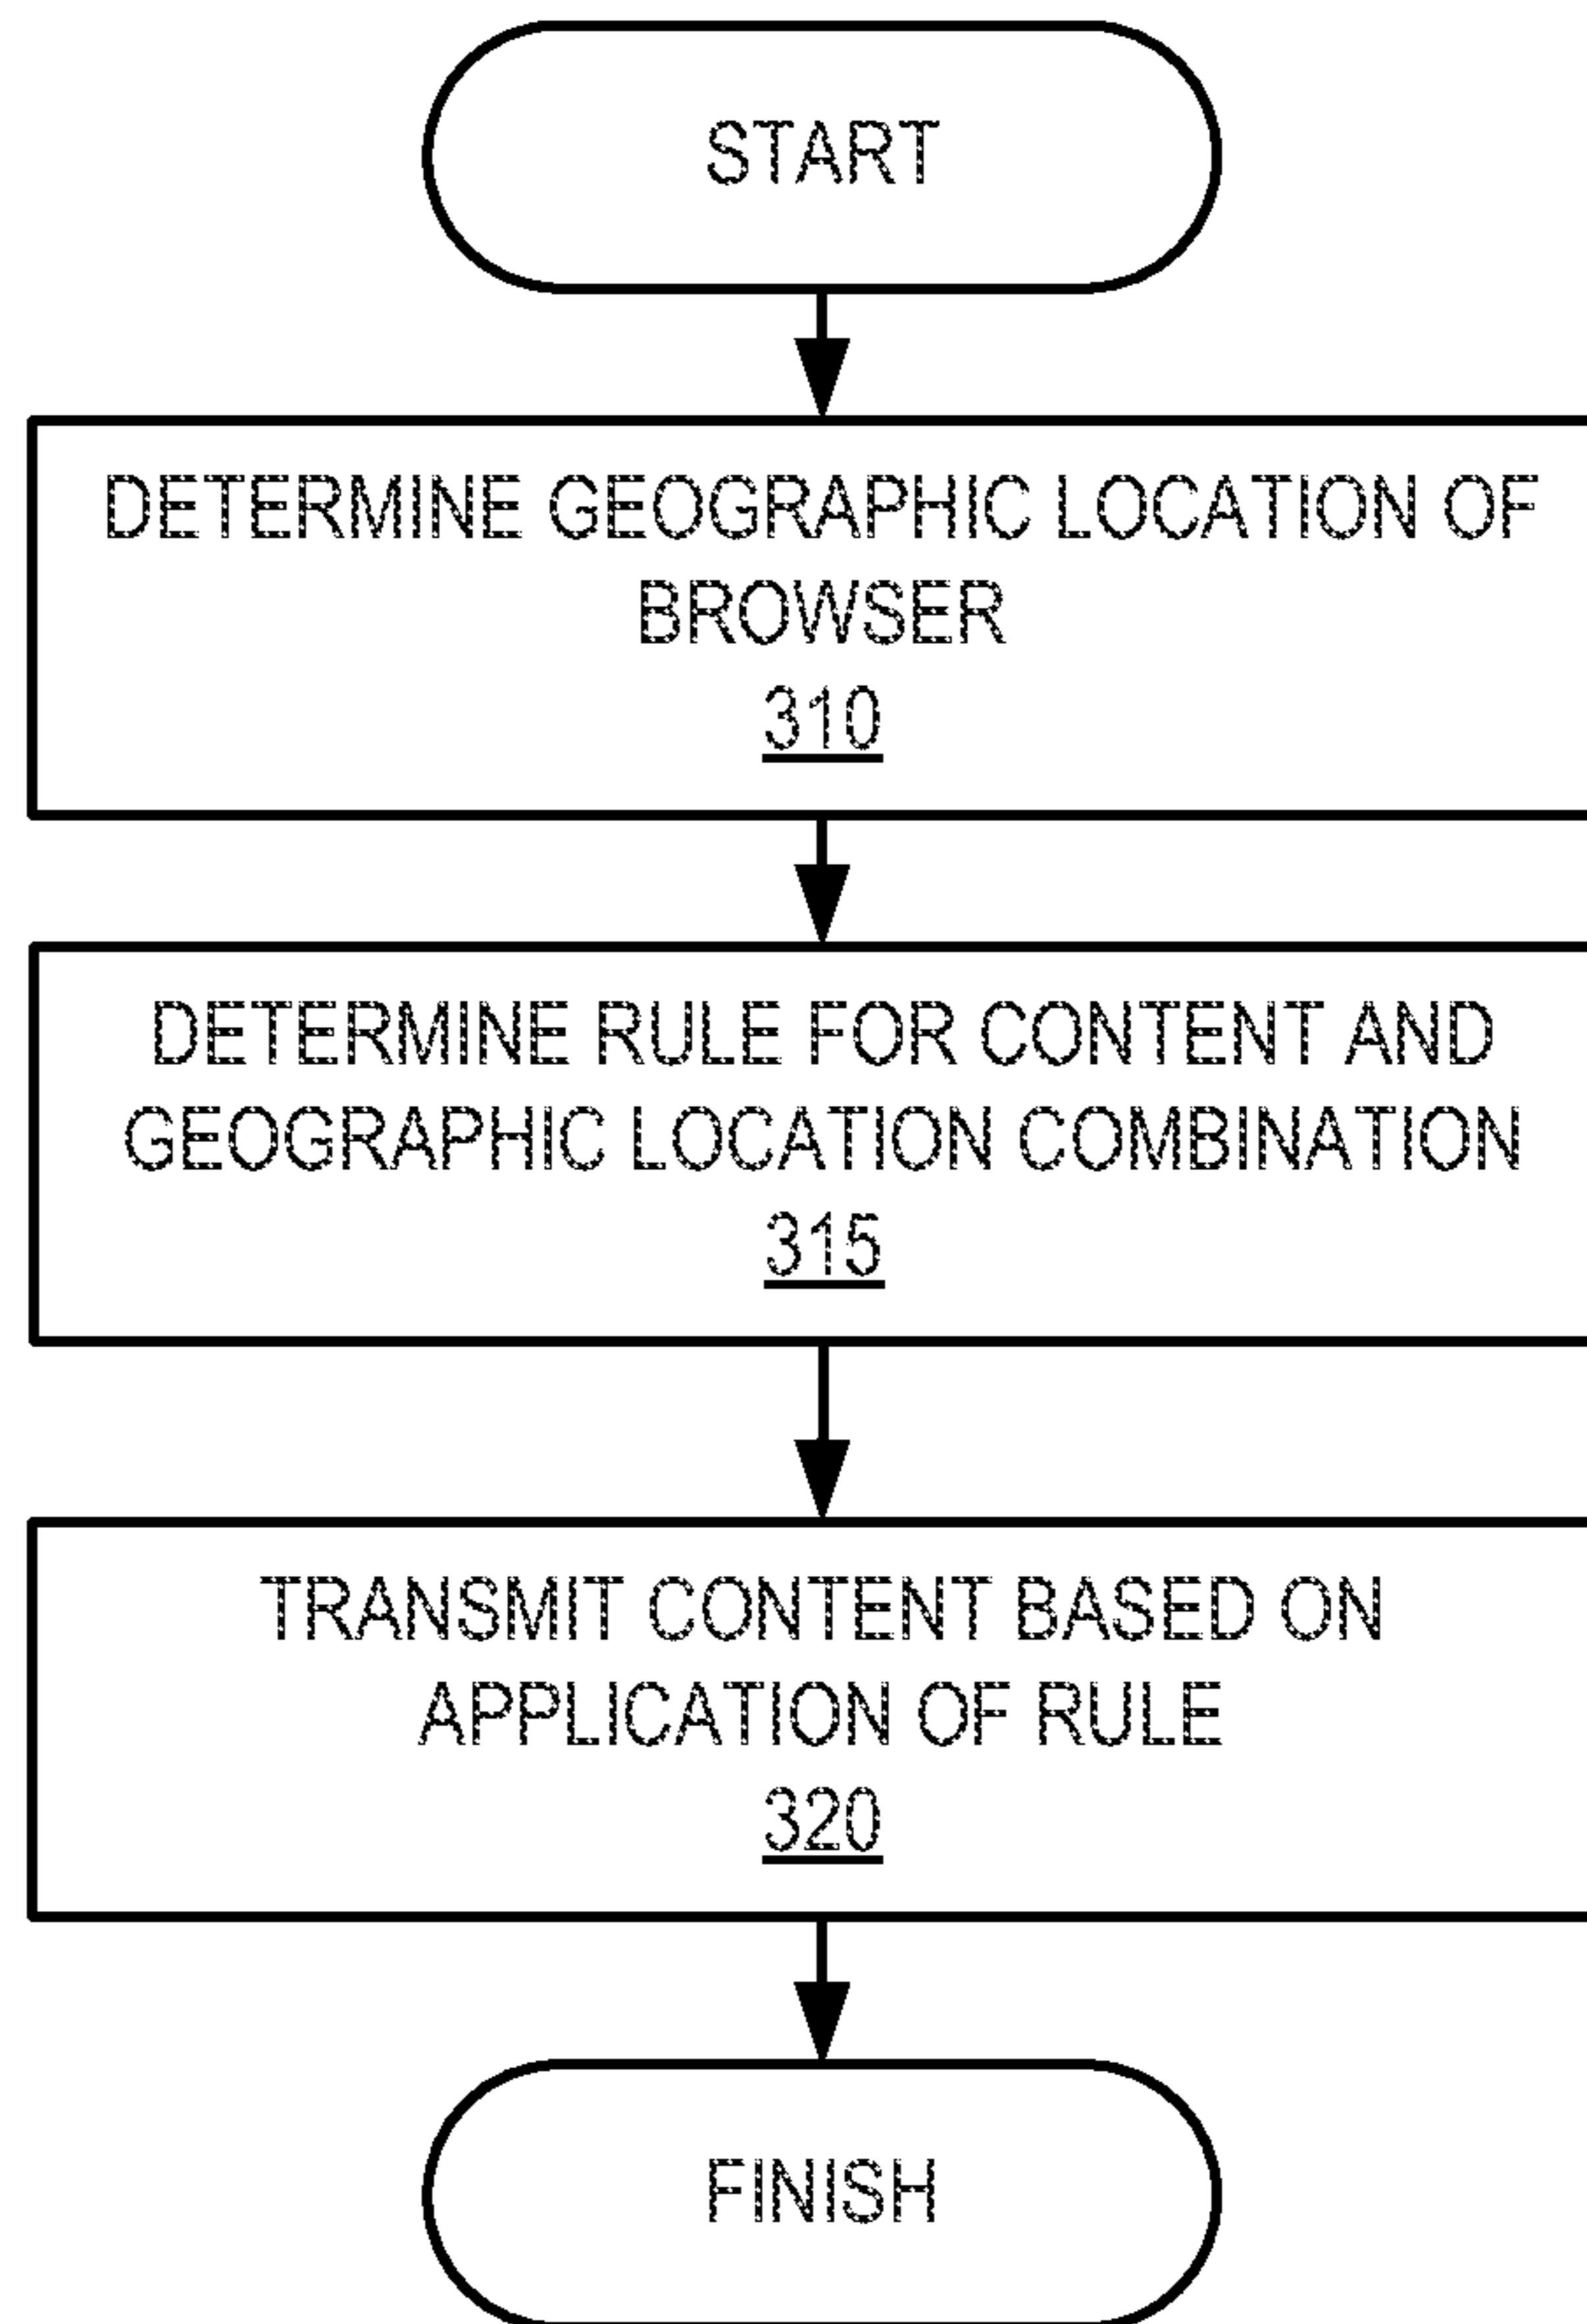 START
DETERMINE GEOGRAPHIC LOCATION OF
BROWSER
310
DETERMINE RULE FOR CONTENT AND
GEOGRAPHIC LOCATION COMBINATION
315
TRANSMIT CONTENT BASED ON
APPLICATION OF RULE
320
FINISH